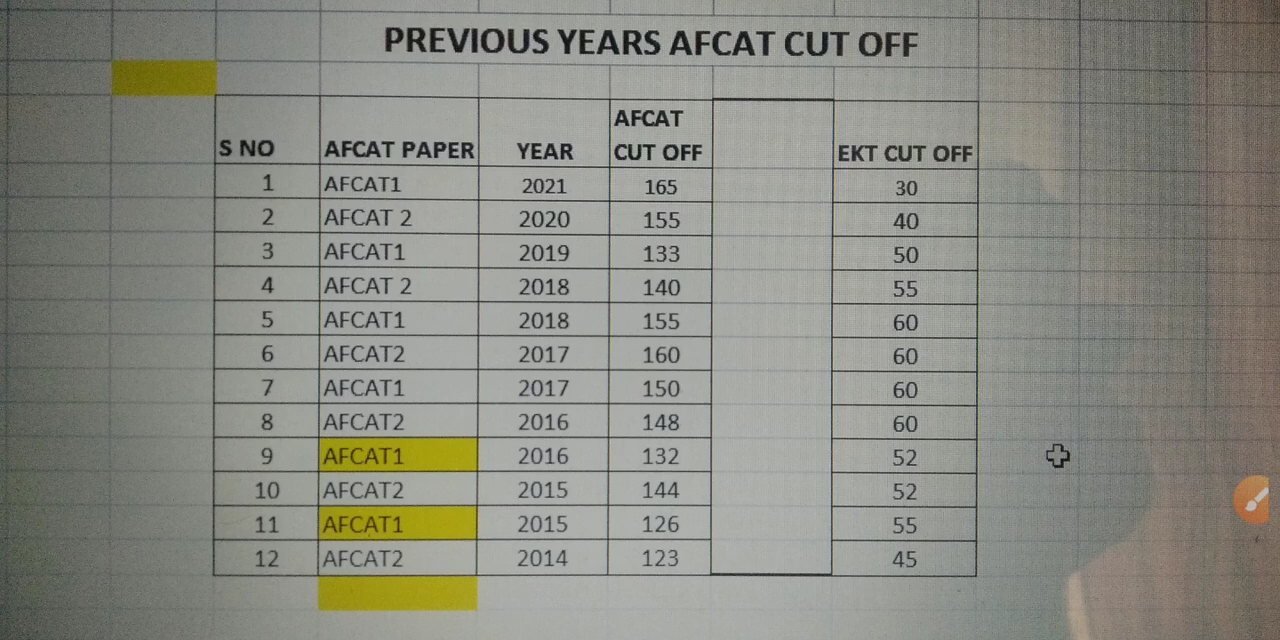 PREVIOUS YEARS AFCAT CUT OFF
S NO AFCAT PAPER YEAR AFCAT CUT OFF EKT CUT OFF
1 AFCAT1 2021 165 30
2 AFCAT 2 2020 155 40
3 AFCAT1 2019 133 50
4 AFCAT 2 2018 140 55
5 AFCAT1 2018 155 60
6 AFCAT2 2017 160 60
7 AFCAT1 2017 150 60
8 AFCAT2 2016 148 60
9 AFCAT1 2016 132 52
10 AFCAT2 2015 144 52
11 AFCAT1 2015 126 55
12 AFCAT2 2014 123 45